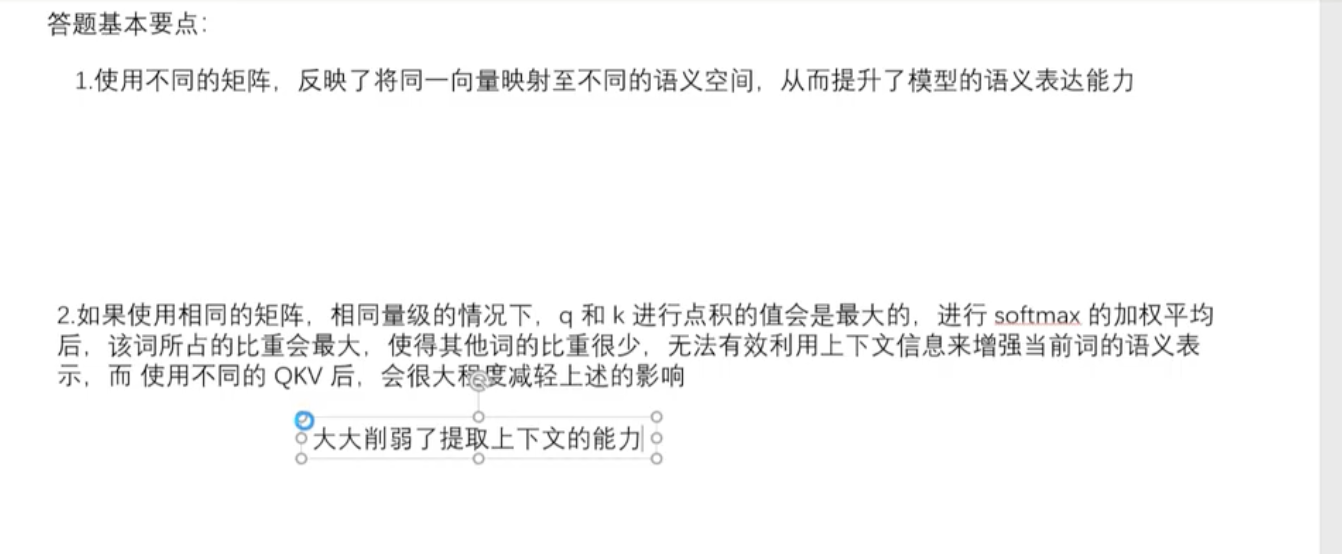 答题基本要点:
1.使用不同的矩阵，反映了将同一向量映射至不同的语义空间，从而提升了模型的语义表达能力
2.如果使用相同的矩阵，相同量级的情况下，q 和 k 进行点积的值会是最大的，进行 softmax 的加权平均
后，该词所占的比重会最大，使得其他词的比重很少，无法有效利用上下文信息来增强当前词的语义表
示，而 使用不同的 QKV 后，会很大程度减轻上述的影响
大大削弱了提取上下文的能力